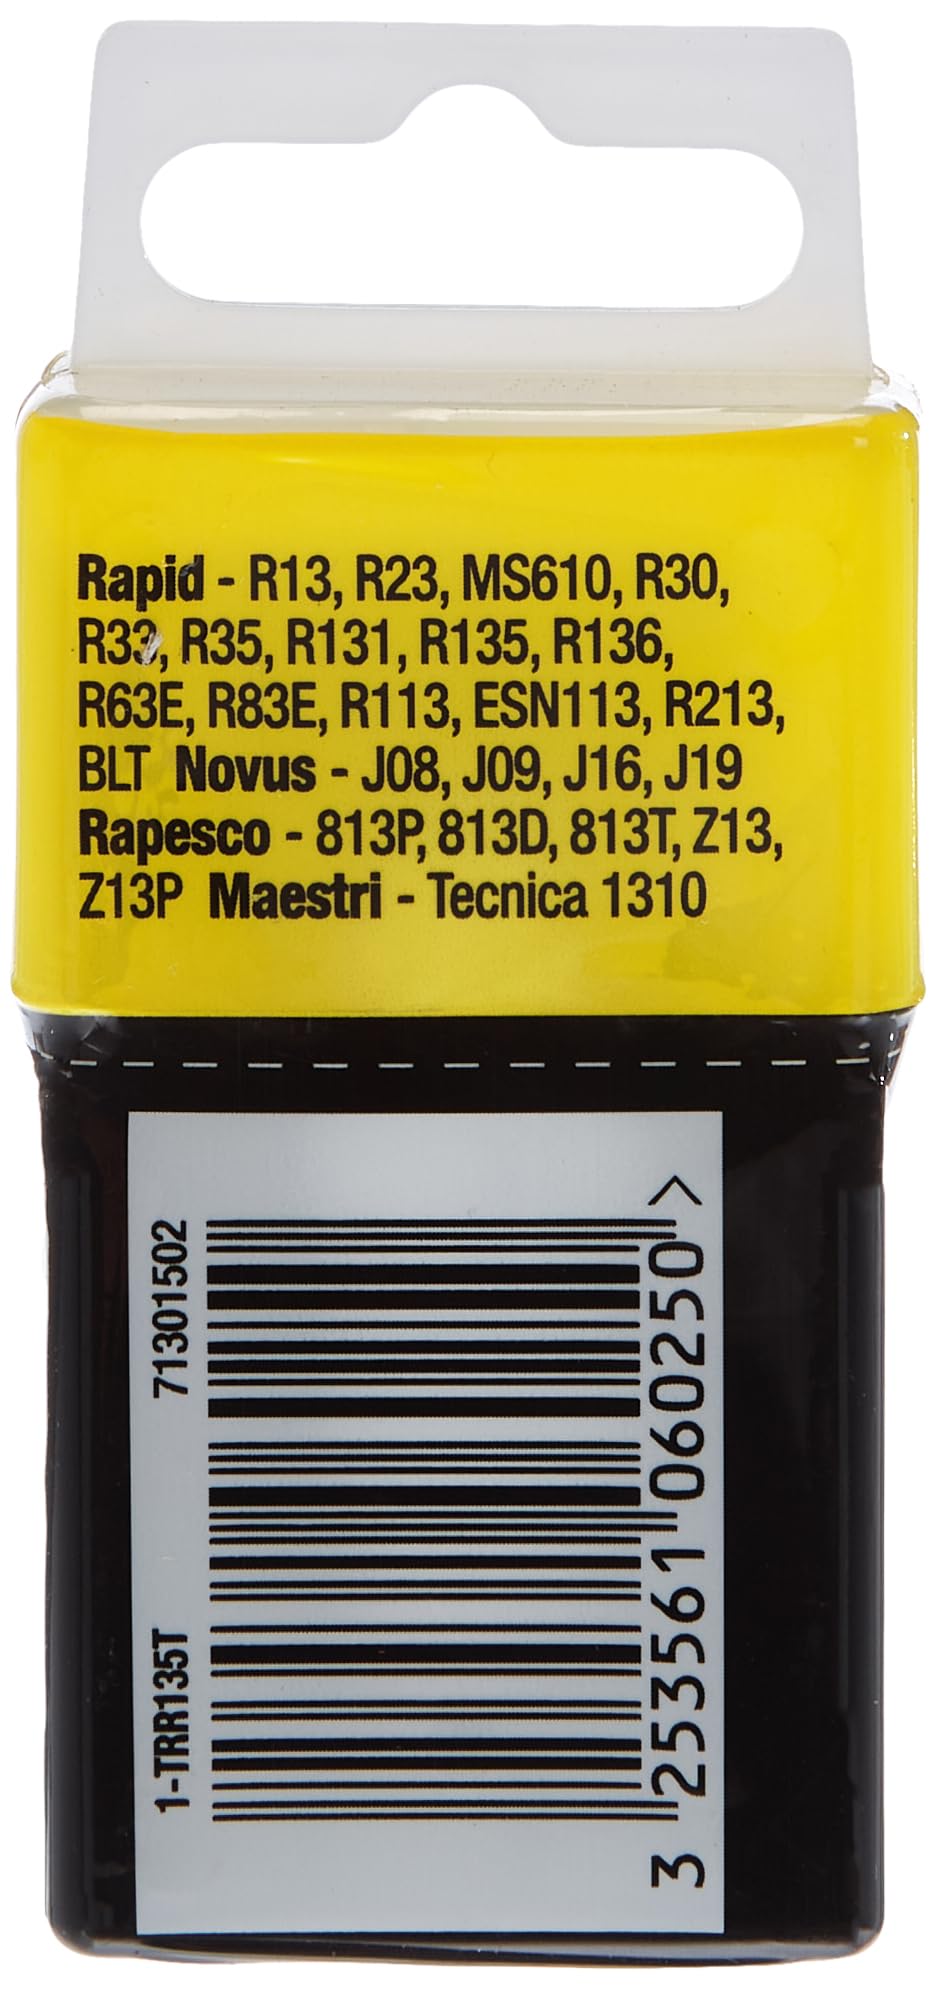 Rapid - R13, R23, MS610, R30,
R33, R35, R131, R135, R136,
R63E, R83E, R113, ESN113, R213,
BLT Novus - J08, J09, J16, J19
Rapesco - 813P, 813D, 813T, Z13,
Z13P Maestri - Tecnica 1310
1-TRR135T 71301502
3 253561 060250 >